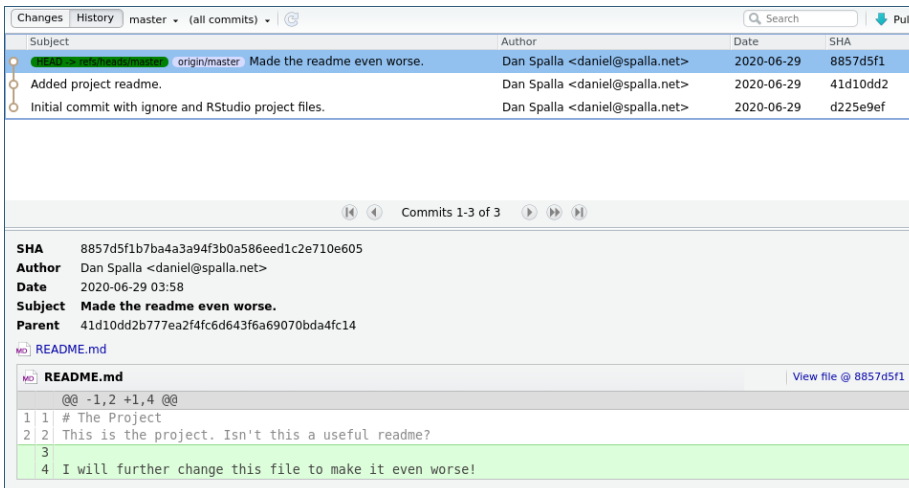 Changes History master (all commits) Search Pul
Subject Author Date SHA
HEAD -> refs/heads/master origin/master Made the readme even worse. Dan Spalla <daniel@spalla.net> 2020-06-29 8857d5f1
Added project readme. Dan Spalla <daniel@spalla.net> 2020-06-29 41d10dd2
Initial commit with ignore and RStudio project files. Dan Spalla <daniel@spalla.net> 2020-06-29 d225e9ef
Commits 1-3 of 3
SHA 8857d5f1b7ba4a3a94f3b0a586eed1c2e710e605
Author Dan Spalla <daniel@spalla.net>
Date 2020-06-29 03:58
Subject Made the readme even worse.
Parent 41d10dd2b777ea2f4fc6d643f6a69070bda4fc14
MD README.md
MD README.md View file @ 8857d5f1
@@ -1,2 +1,4 @@
1 1 # The Project
2 2 This is the project. Isn't this a useful readme?
3
4 I will further change this file to make it even worse!